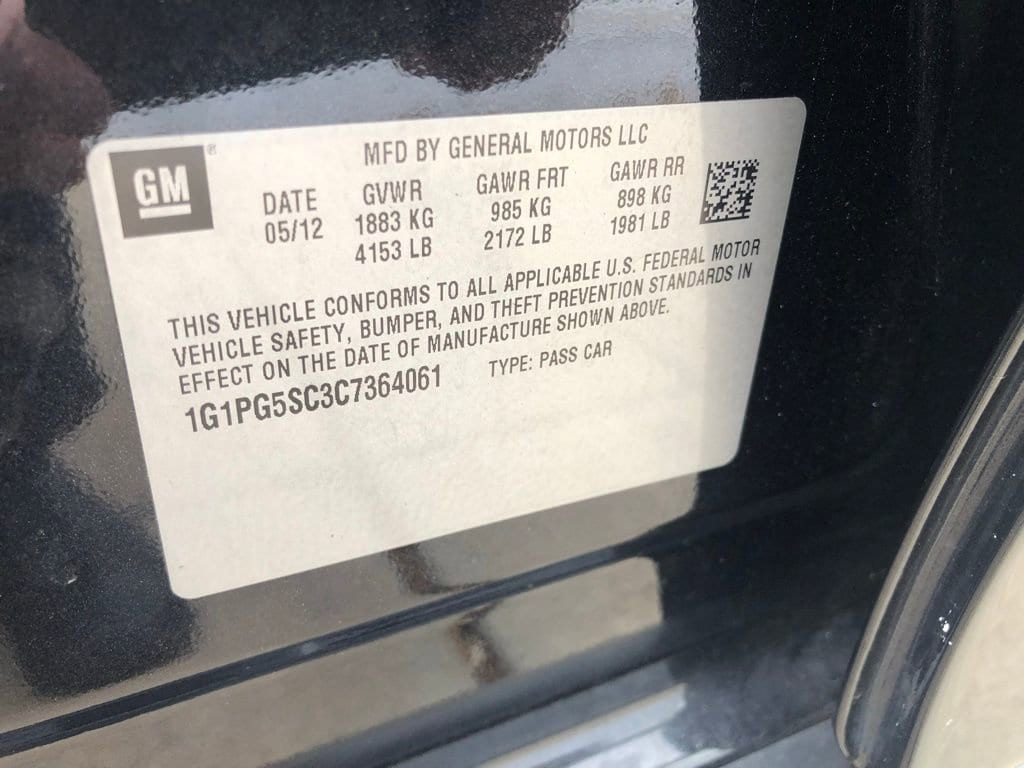 GM®
MFD BY GENERAL MOTORS LLC
DATE GVWR GAWR FRT GAWR RR
05/12 1883 KG 985 KG 898 KG
4153 LB 2172 LB 1981 LB
THIS VEHICLE CONFORMS TO ALL APPLICABLE U.S. FEDERAL MOTOR
VEHICLE SAFETY, BUMPER, AND THEFT PREVENTION STANDARDS IN
EFFECT ON THE DATE OF MANUFACTURE SHOWN ABOVE.
1G1PG5SC3C7364061 TYPE: PASS CAR